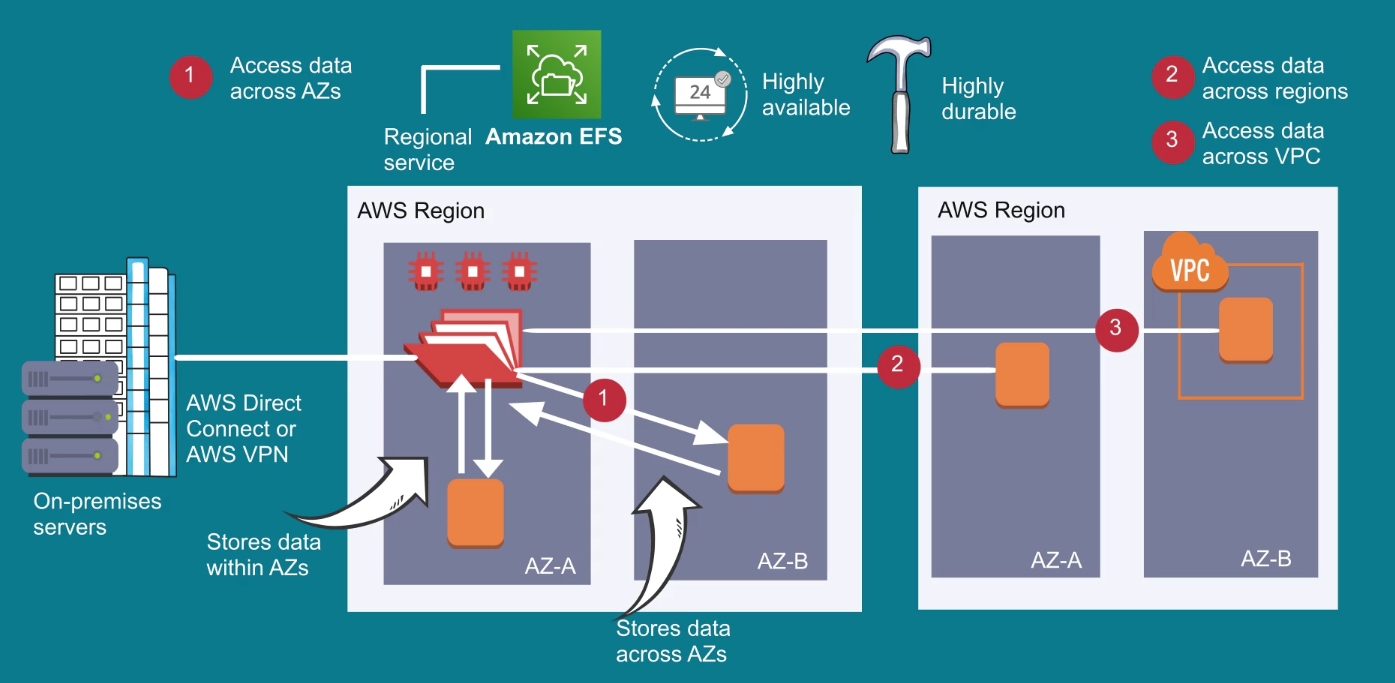 1
Access data
across AZs
Regional
service
Amazon EFS
24
Highly
available
Highly
durable
2
Access data
across regions
3
Access data
across VPC
AWS Region
AWS Region
VPC
3
2
1
AWS Direct
Connect or
AWS VPN
On-premises
servers
Stores data
within AZs
AZ-A
AZ-B
AZ-A
AZ-B
Stores data
across AZs